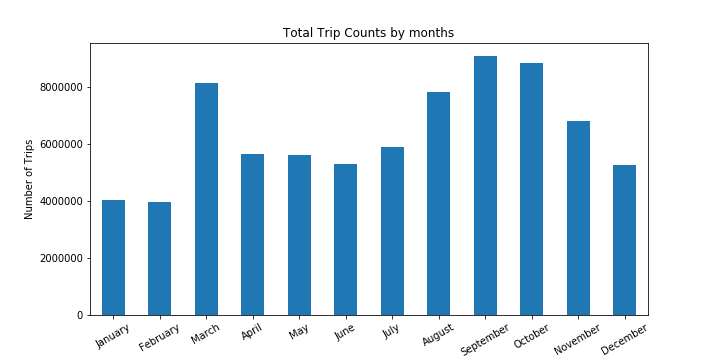 Total Trip Counts by months
Number of Trips
8000000
6000000
4000000
2000000
0
January
February
March
April
May
June
July
August
September
October
November
December